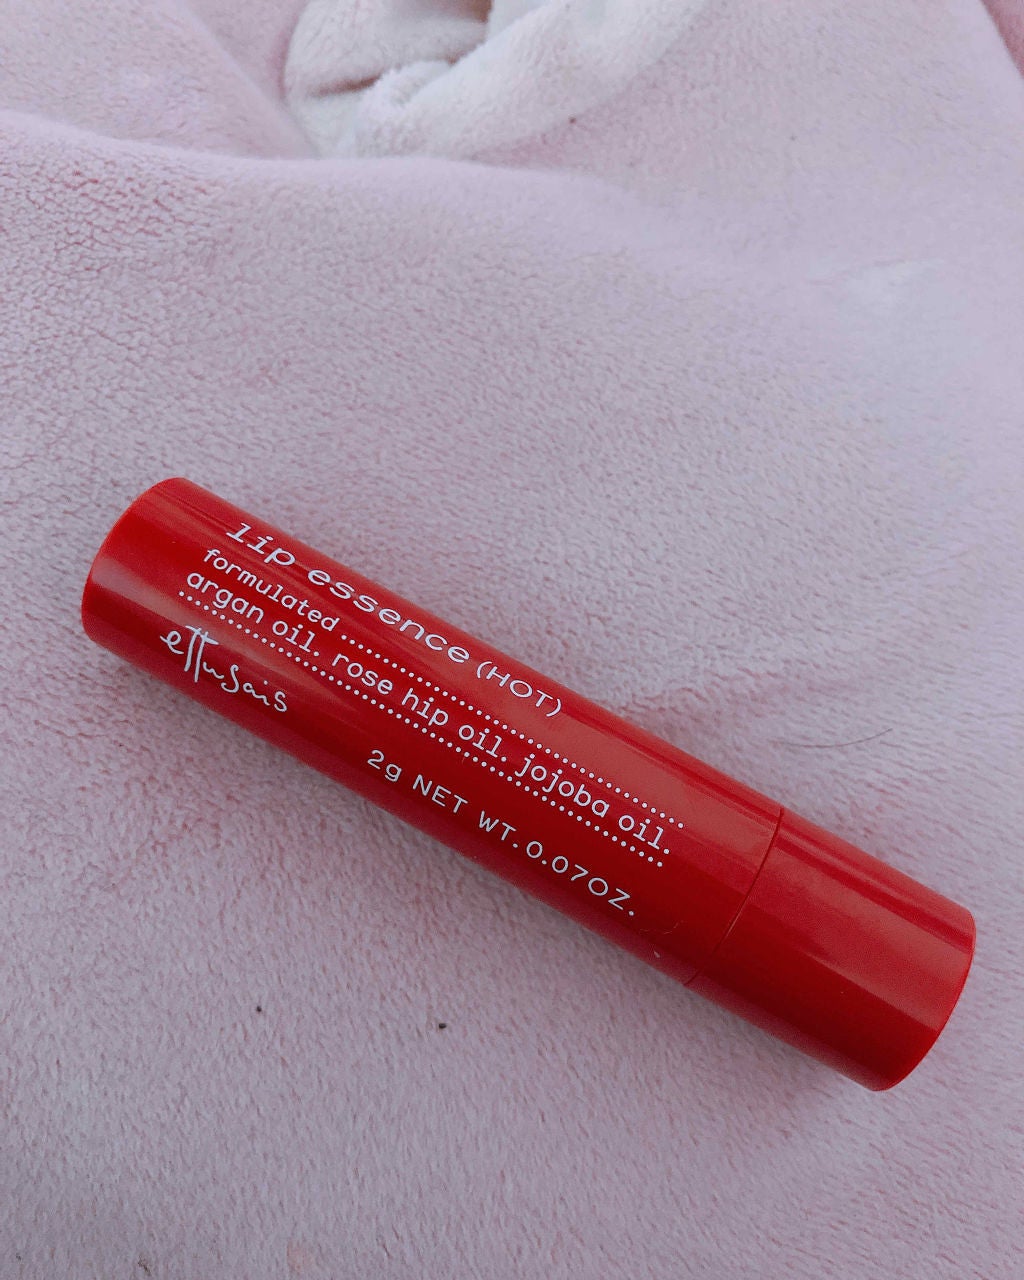 lip essence (HOT)
formulated
argan oil. rose hip oil. jojoba oil.
ettusais
2g NET WT.0.07OZ.